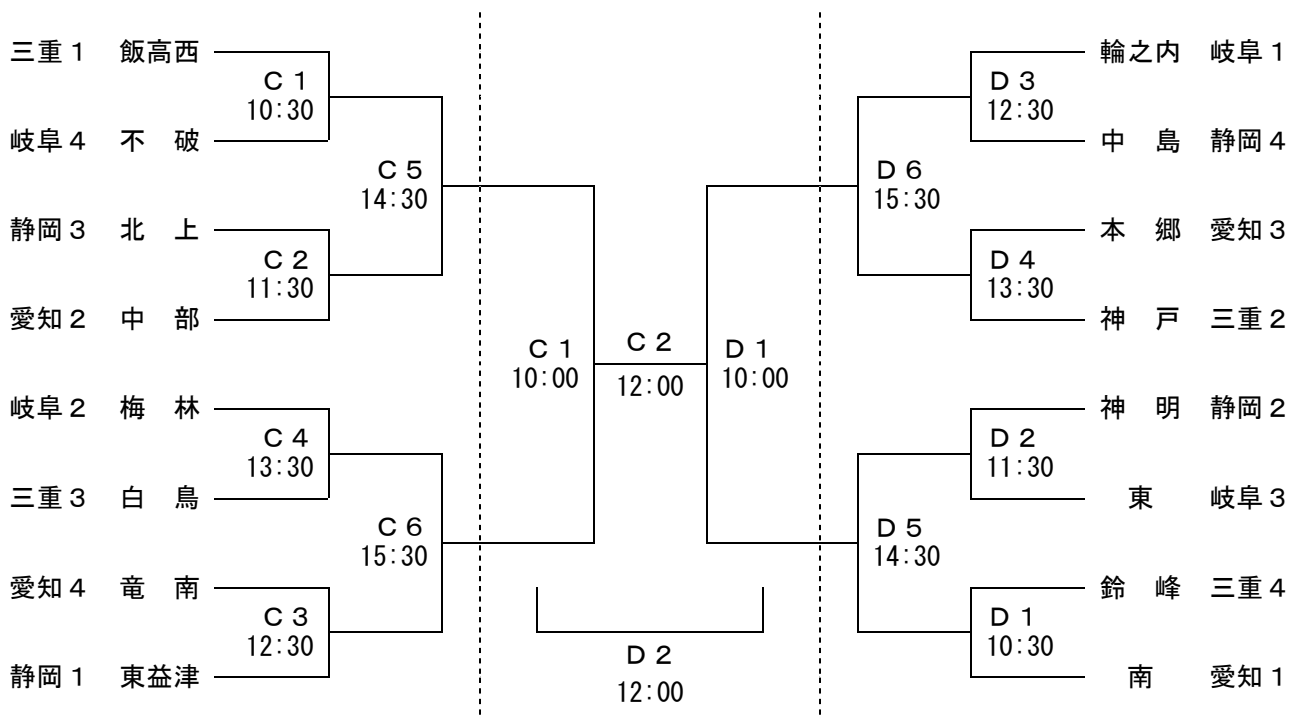 三重１　飯高西
Ｃ１
10:30
岐阜４　不　破
Ｃ５
14:30
静岡３　北　上
Ｃ２
11:30
愛知２　中　部
Ｃ１
10:00
岐阜２　梅　林
Ｃ４
13:30
三重３　白　鳥
Ｃ６
15:30
愛知４　竜　南
Ｃ３
12:30
静岡１　東益津
Ｃ２
12:00
Ｄ２
12:00
輪之内　岐阜１
Ｄ３
12:30
中　島　静岡４
Ｄ６
15:30
本　郷　愛知３
Ｄ４
13:30
神　戸　三重２
Ｄ１
10:00
神　明　静岡２
Ｄ２
11:30
東　　岐阜３
Ｄ５
14:30
鈴　峰　三重４
Ｄ１
10:30
南　　愛知１